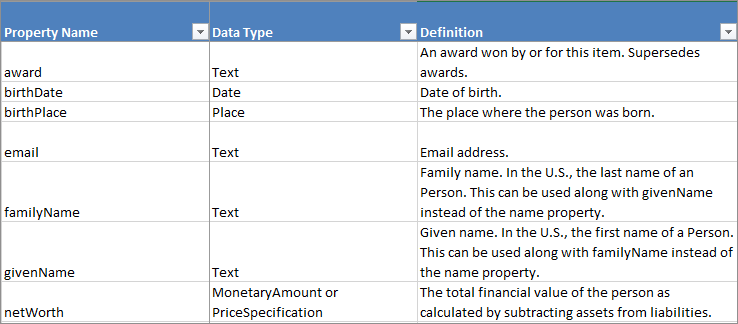 Property Name Data Type Definition
An award won by or for this item. Supersedes
award Text awards.
birthDate Date Date of birth.
birthPlace Place The place where the person was born.
email Text Email address.
Family name. In the U.S., the last name of an
Person. This can be used along with givenName
familyName Text instead of the name property.
Given name. In the U.S., the first name of a Person.
This can be used along with familyName instead of
givenName Text the name property.
MonetaryAmount or The total financial value of the person as
netWorth PriceSpecification calculated by subtracting assets from liabilities.